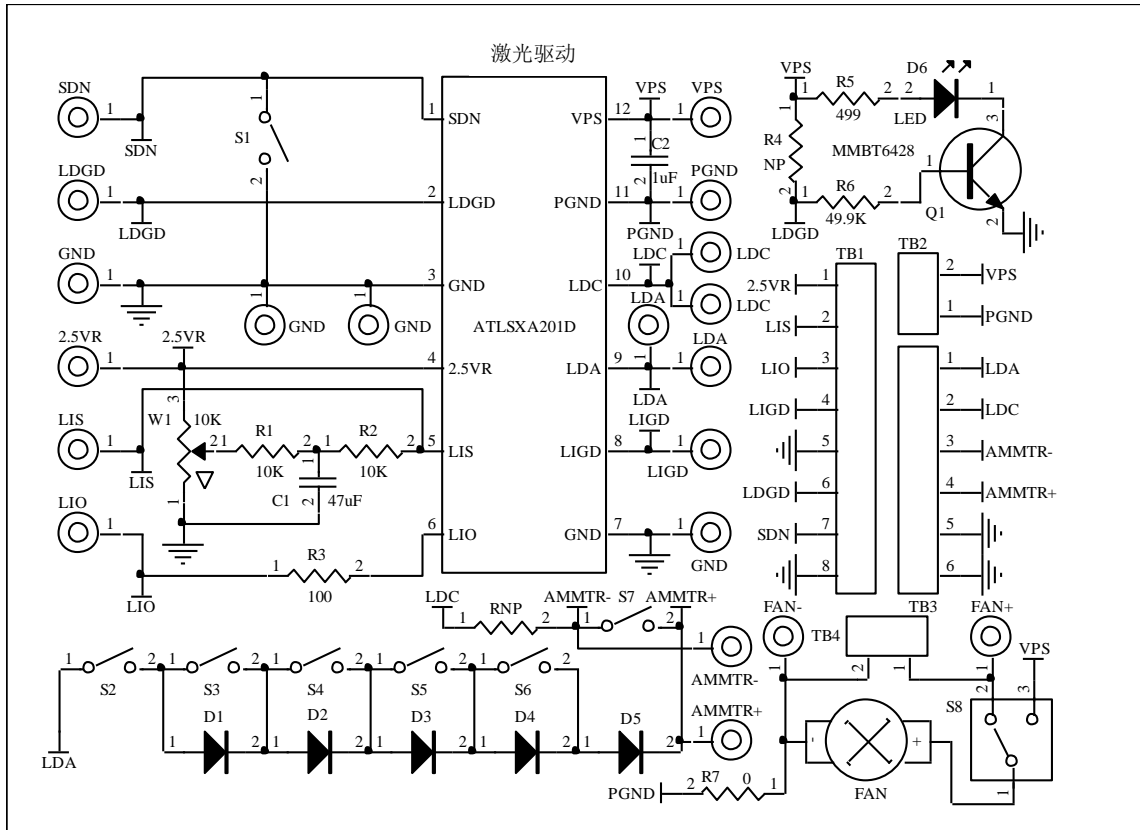 激光驱动
SDN 1
SDN
1
S1
2
1 SDN
LDGD 1
LDGD
2 LDGD
GND 1
3 GND
1 GND
1 GND
ATLSXA201D
2.5VR 1
2.5VR
4 2.5VR
3
W1 10K
2
1
LIS 1
LIS
1 R1 2
10K
1 R2 2
10K
1
C1 47uF
2
5 LIS
LIO 1
LIO
6 LIO
1 R3 2
100
VPS 12
VPS
1 VPS
1
C2
1uF
2
PGND 11
PGND
1 PGND
LDC 10
LDC
1 LDC
1 LDC
LDA 9
LDA
1
LDA
1 LDA
LIGD 8
LIGD
1 LIGD
GND 7
1 GND
VPS
1 R5 2
499
2 D6 1
LED
1
R4
NP
2
LDGD
1 R6 2
49.9K
MMBT6428
1
3
2
Q1
TB1
2.5VR 1
LIS 2
LIO 3
LIGD 4
5
LDGD 6
SDN 7
8
TB2
2 VPS
1 PGND
1 LDA
2 LDC
3 AMMTR-
4 AMMTR+
5
6
TB3
LDC
1 RNP 2
AMMTR-
1 S7 2
AMMTR+
1
AMMTR-
AMMTR+
1
LDA
1 S2 2
1 S3 2
1 S4 2
1 S5 2
1 S6 2
1 D1 2
1 D2 2
1 D3 2
1 D4 2
1 D5 2
FAN-
1
TB4
2 1
FAN+
1
VPS
2 3
S8
1
- +
FAN
PGND
2 R7 0 1